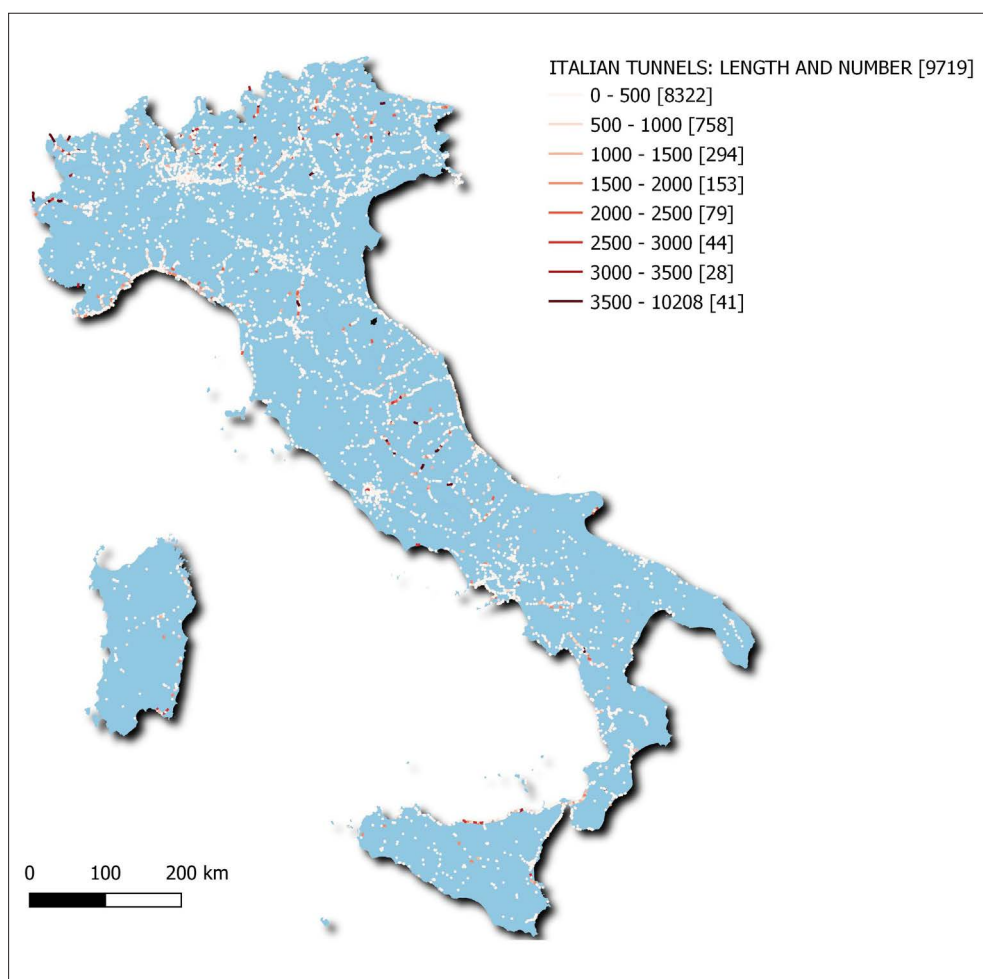 ITALIAN TUNNELS: LENGTH AND NUMBER [9719]
0 - 500 [8322]
500 - 1000 [758]
1000 - 1500 [294]
1500 - 2000 [153]
2000 - 2500 [79]
2500 - 3000 [44]
3000 - 3500 [28]
3500 - 10208 [41]
0 100 200 km